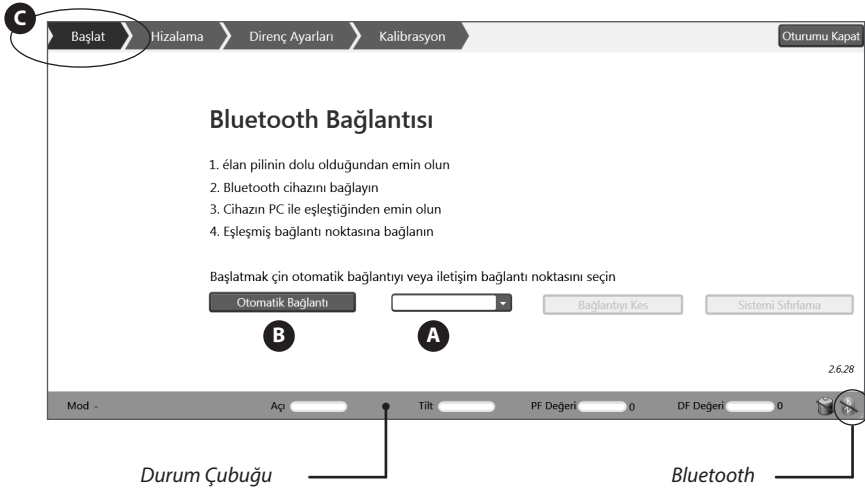 C
Başlat Hizalama Direnç Ayarları Kalibrasyon Oturumu Kapat
Bluetooth Bağlantısı
1. élan pilinin dolu olduğundan emin olun
2. Bluetooth cihazını bağlayın
3. Cihazın PC ile eşleştiğinden emin olun
4. Eşleşmiş bağlantı noktasına bağlanın
Başlatmak çin otomatik bağlantıyı veya iletişim bağlantı noktasını seçin
Otomatik Bağlantı Bağlantıyı Kes Sistemi Sıfırlama
B A
2.6.28
Mod - Açı Tilt PF Değeri 0 DF Değeri 0
Durum Çubuğu Bluetooth